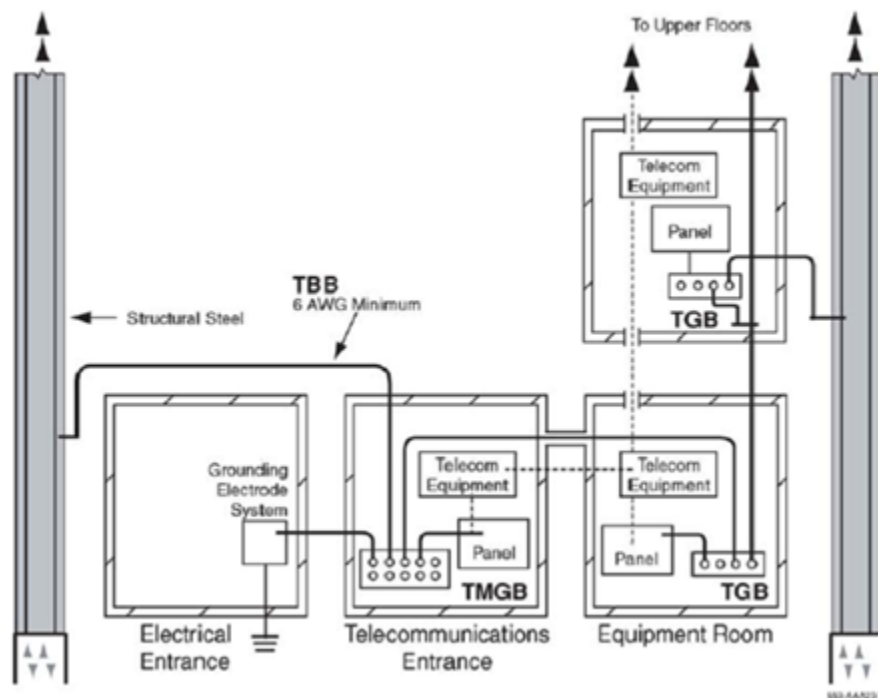 To Upper Floors
Telecom
Equipment
Panel
TGB
TBB
6 AWG Minimum
Structural Steel
Grounding
Electrode
System
Telecom
Equipment
Panel
TMGB
Telecom
Equipment
Panel
TGB
Electrical
Entrance
Telecommunications
Entrance
Equipment Room